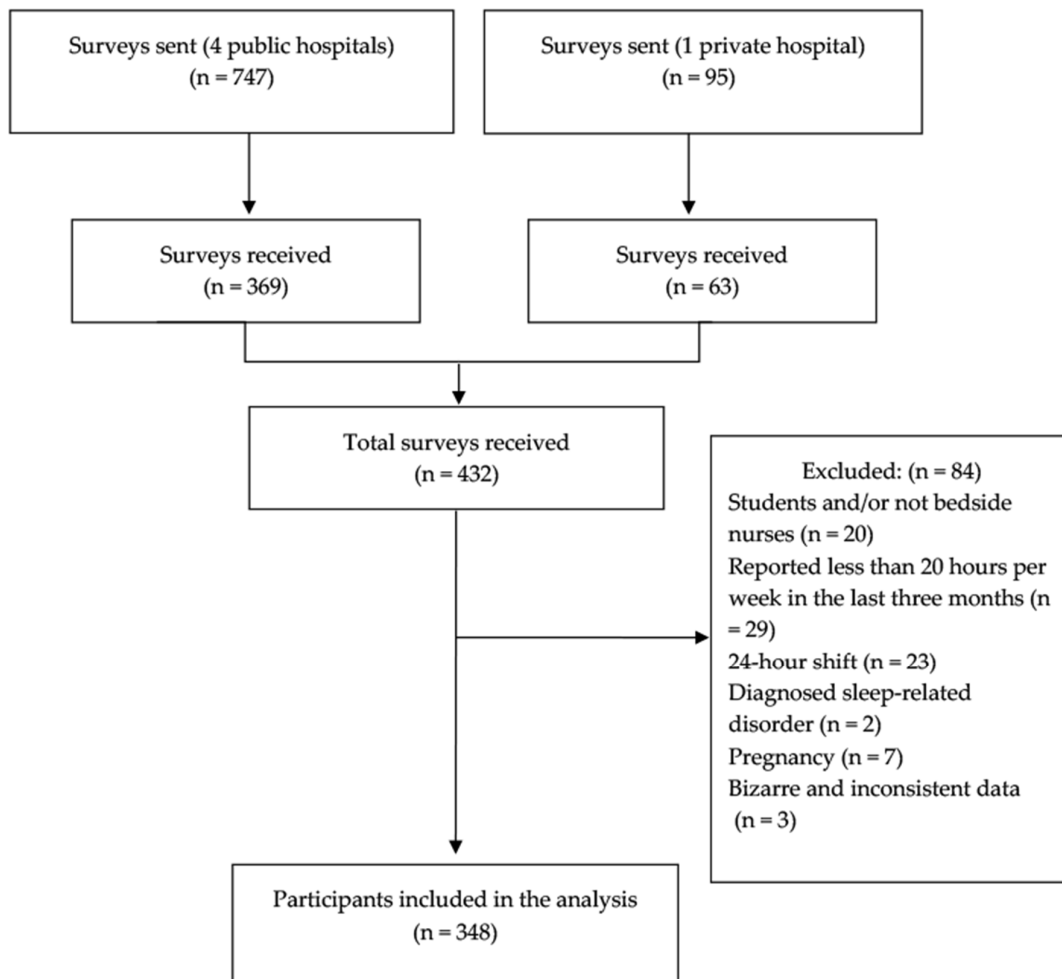 Surveys sent (4 public hospitals)
(n = 747)
Surveys sent (1 private hospital)
(n = 95)
Surveys received
(n = 369)
Surveys received
(n = 63)
Total surveys received
(n = 432)
Excluded: (n = 84)
Students and/or not bedside
nurses (n = 20)
Reported less than 20 hours per
week in the last three months (n
= 29)
24-hour shift (n = 23)
Diagnosed sleep-related
disorder (n = 2)
Pregnancy (n = 7)
Bizarre and inconsistent data
(n = 3)
Participants included in the analysis
(n = 348)